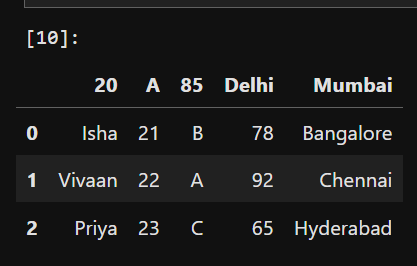 [10]:
20 A 85 Delhi Mumbai
0 Isha 21 B 78 Bangalore
1 Vivaan 22 A 92 Chennai
2 Priya 23 C 65 Hyderabad